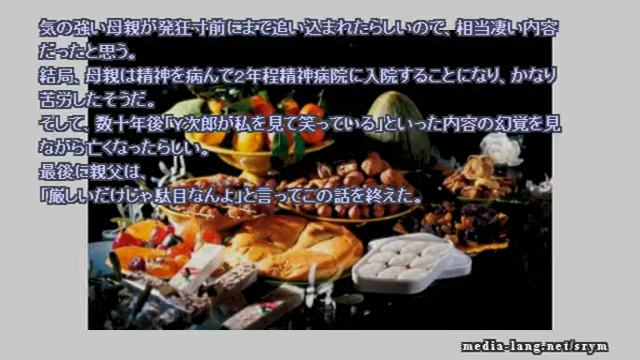 気の強い母親が発狂寸前にまで追い込まれたらしいので、相当凄い内容
だったと思う。
結局、母親は精神を病んで2年程精神病院に入院することになり、かなり
苦労したそうだ。
そして、数十年後「Y次郎が私を見て笑っている」といった内容の幻覚を見
ながら亡くなったらしい。
最後に親父は、
「厳しいだけじゃ駄目なんよ」と言ってこの話を終えた。
media-lang-net/srym